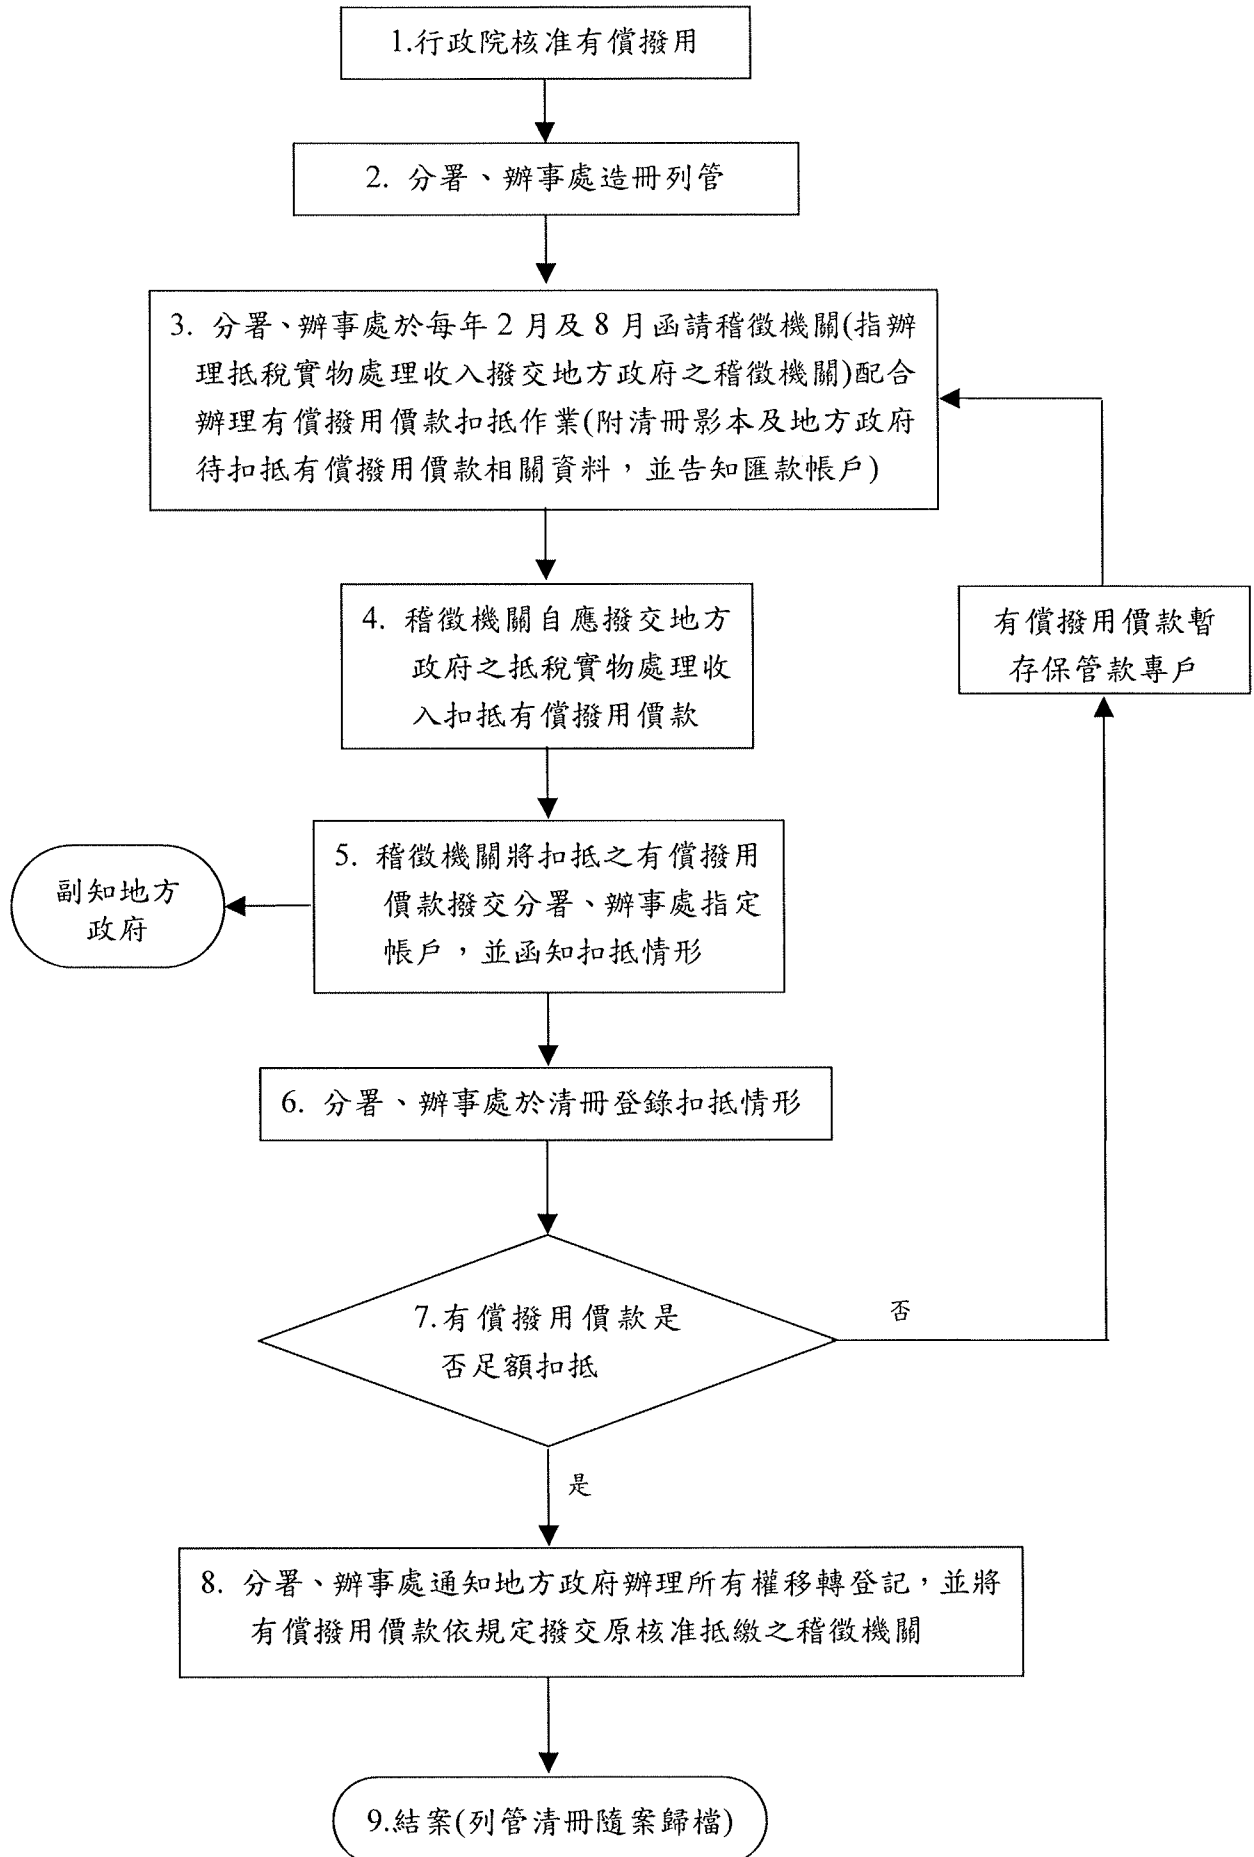 1.行政院核准有償撥用
2. 分署、辦事處造冊列管
3. 分署、辦事處於每年 2 月及 8 月函請稽徵機關(指辦
理抵稅實物處理收入撥交地方政府之稽徵機關)配合
辦理有償撥用價款扣抵作業(附清冊影本及地方政府
待扣抵有償撥用價款相關資料，並告知匯款帳戶)
4. 稽徵機關自應撥交地方
政府之抵稅實物處理收
入扣抵有償撥用價款
有償撥用價款暫
存保管款專戶
5. 稽徵機關將扣抵之有償撥用
價款撥交分署、辦事處指定
帳戶，並函知扣抵情形
副知地方
政府
6. 分署、辦事處於清冊登錄扣抵情形
7.有償撥用價款是
否足額扣抵
否
是
8. 分署、辦事處通知地方政府辦理所有權移轉登記，並將
有償撥用價款依規定撥交原核准抵繳之稽徵機關
9.結案(列管清冊隨案歸檔)